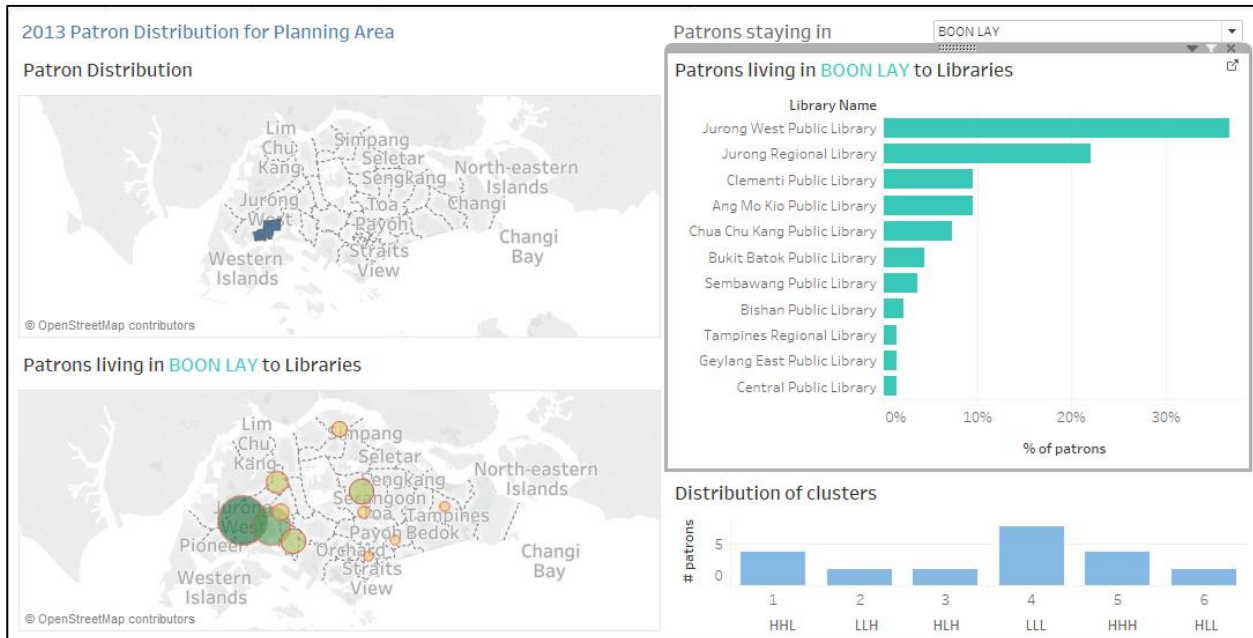 2013 Patron Distribution for Planning Area
Patron Distribution
Lim
Chu
Kang
Simpang
Seletar
Sengkang
North-eastern
Islands
Jurong
West
Toa
Payoh
Changi
Straits
View
Changi
Bay
Western
Islands
© OpenStreetMap contributors
Patrons living in BOON LAY to Libraries
Lim
Chu
Kang
Simpang
Seletar
Sengkang
Serangoon
North-eastern
Islands
Jurong
West
Toa
Payoh
Tampines
Bedok
Pioneer
Orchard
Straits
View
Changi
Bay
Western
Islands
© OpenStreetMap contributors
Patrons staying in
BOON LAY
Patrons living in BOON LAY to Libraries
Library Name
Jurong West Public Library
Jurong Regional Library
Clementi Public Library
Ang Mo Kio Public Library
Chua Chu Kang Public Library
Bukit Batok Public Library
Sembawang Public Library
Bishan Public Library
Tampines Regional Library
Geylang East Public Library
Central Public Library
0% 10% 20% 30%
% of patrons
Distribution of clusters
# patrons
5
0
1 2 3 4 5 6
HHL LLH HLH LLL HHH HLL